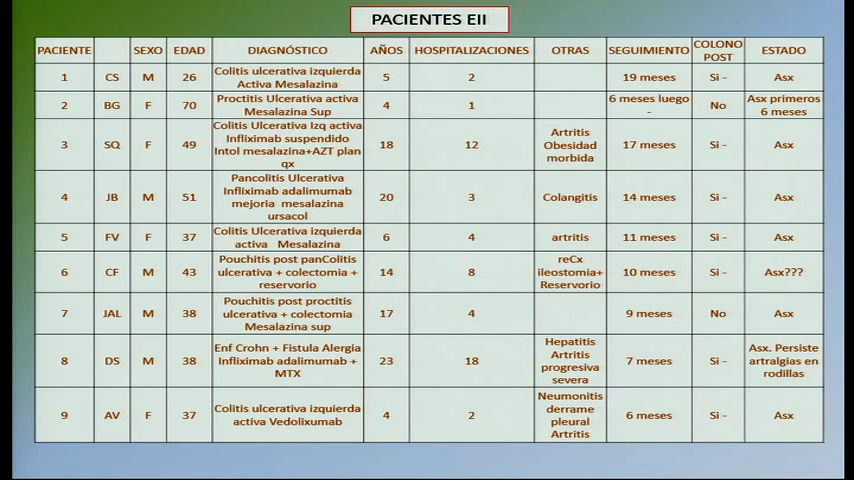 PACIENTES EII
PACIENTE SEXO EDAD DIAGNÓSTICO AÑOS HOSPITALIZACIONES OTRAS SEGUIMIENTO COLONO POST ESTADO
1 CS M 26 Colitis ulcerativa izquierda Activa Mesalazina 5 2 19 meses Si - Asx
2 BG F 70 Proctitis Ulcerativa activa Mesalazina Sup 4 1 6 meses luego - No Asx primeros 6 meses
3 SQ F 49 Colitis Ulcerativa Izq activa Infliximab suspendido Intol mesalazina+AZT plan qx 18 12 Artritis Obesidad morbida 17 meses Si - Asx
4 JB M 51 Pancolitis Ulcerativa Infliximab adalimumab mejoria mesalazina ursacol 20 3 Colangitis 14 meses Si - Asx
5 FV F 37 Colitis Ulcerativa izquierda activa Mesalazina 6 4 artritis 11 meses Si - Asx
6 CF M 43 Pouchitis post panColitis ulcerativa + colectomia + reservorio 14 8 reCx ileostomia+ Reservorio 10 meses Si - Asx???
7 JAL M 38 Pouchitis post proctitis ulcerativa + colectomia Mesalazina sup 17 4 9 meses No Asx
8 DS M 38 Enf Crohn + Fistula Alergia Infliximab adalimumab + MTX 23 18 Hepatitis Artritis progresiva severa 7 meses Si - Asx. Persiste artralgias en rodillas
9 AV F 37 Colitis ulcerativa izquierda activa Vedolixumab 4 2 Neumonitis derrame pleural Artritis 6 meses Si - Asx